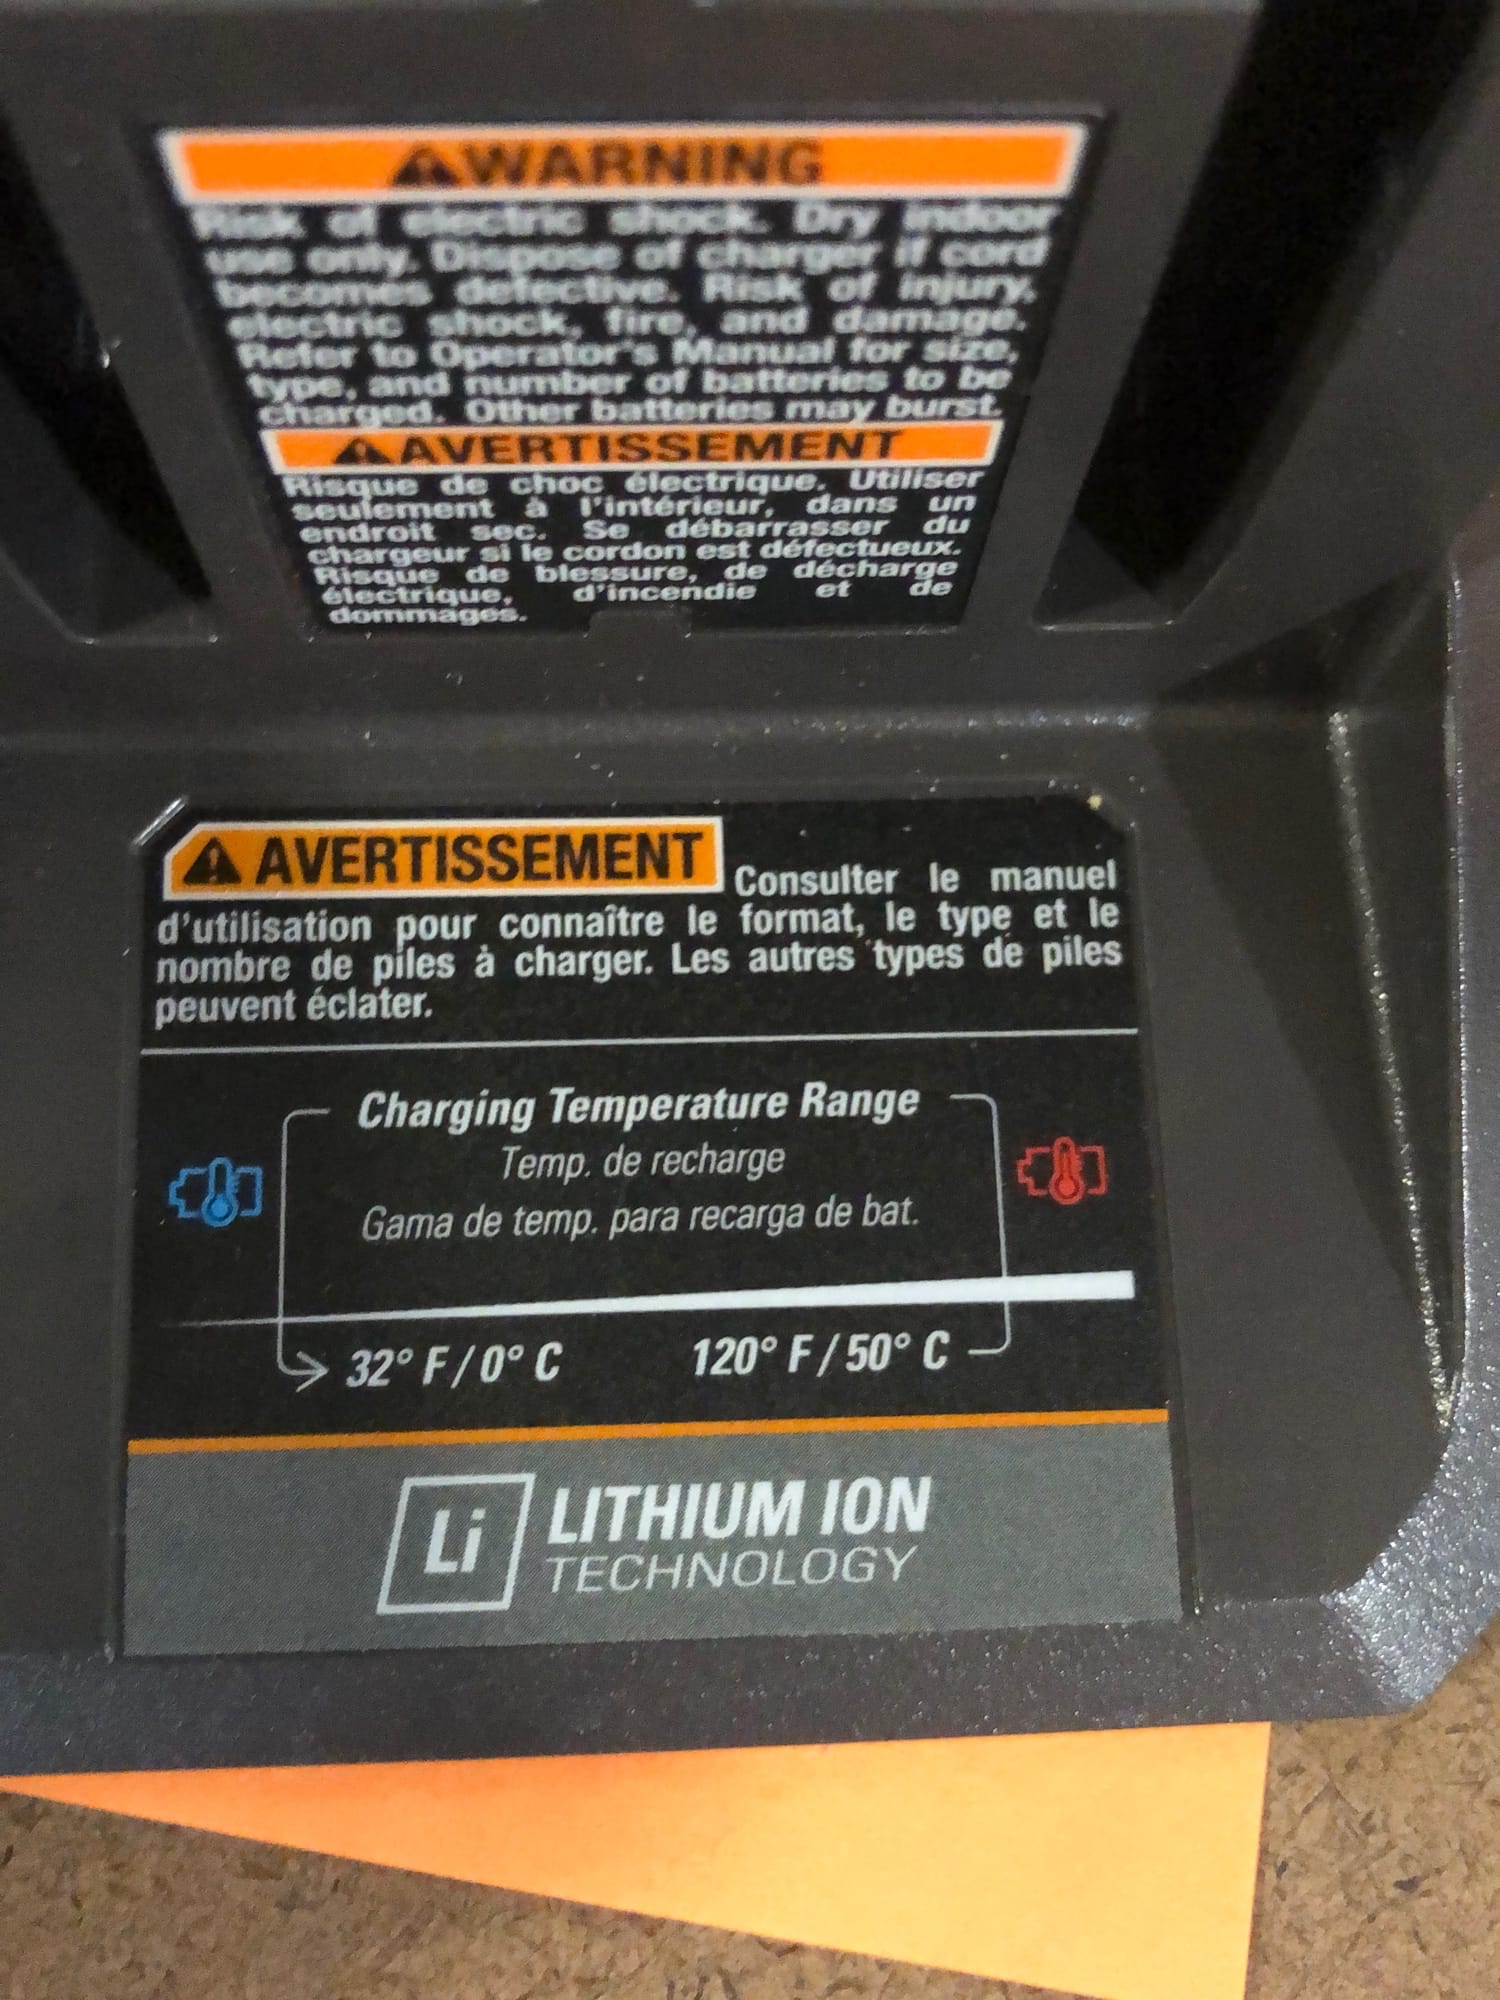 WARNING
Risk of electric shock. Dry indoor
use only. Dispose of charger if cord
becomes defective. Risk of injury,
electric shock, fire, and damage.
Refer to Operator's Manual for size,
type, and number of batteries to be
charged. Other batteries may burst.
AVERTISSEMENT
Risque de choc électrique. Utiliser
seulement à l'intérieur, dans un
endroit sec. Se débarrasser du
chargeur si le cordon est défectueux.
Risque de blessure, de décharge
électrique, d'incendie et de
dommages.
AVERTISSEMENT Consulter le manuel
d'utilisation pour connaître le format, le type et le
nombre de piles à charger. Les autres types de piles
peuvent éclater.
Charging Temperature Range
Temp. de recharge
Gama de temp. para recarga de bat.
32° F/0° C 120° F/50° C
Li LITHIUM ION
TECHNOLOGY